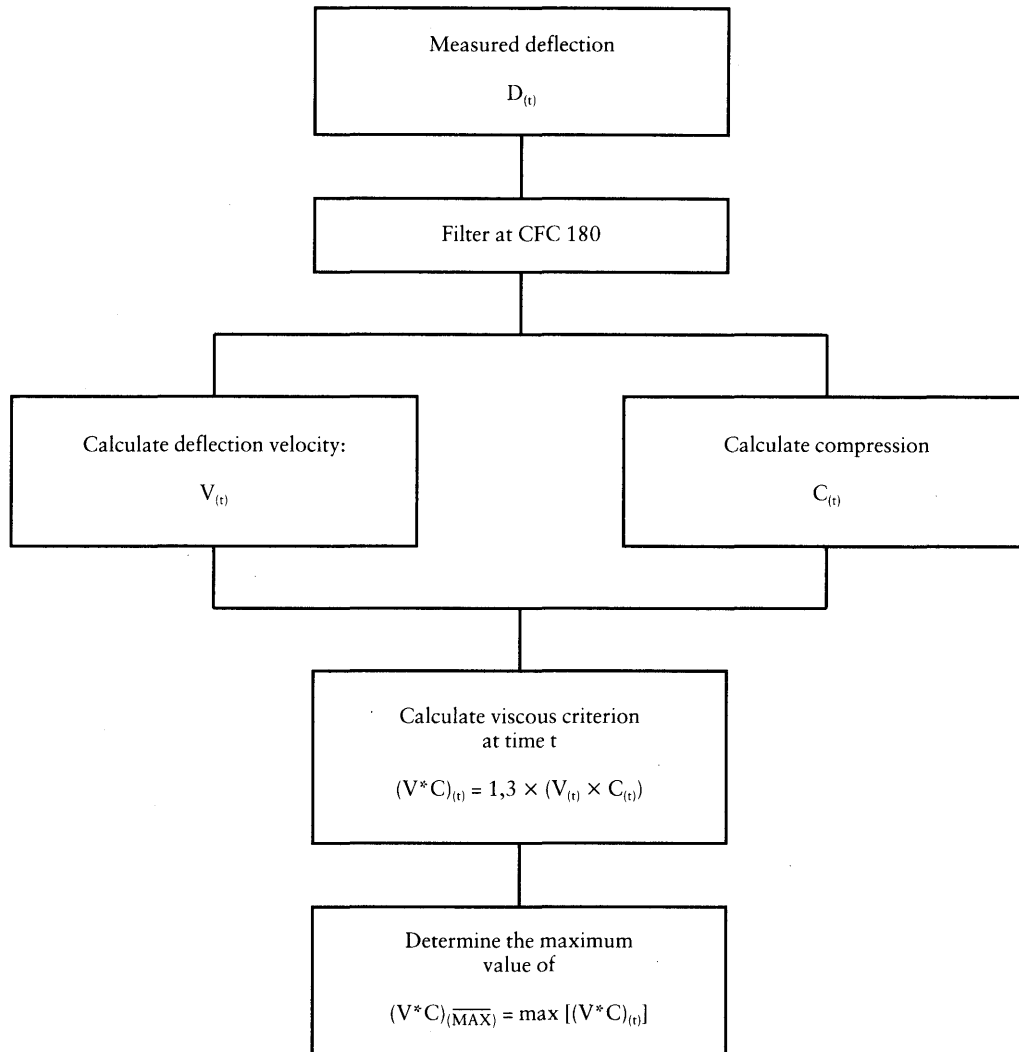 Measured deflection
D(t)
Filter at CFC 180
Calculate deflection velocity:
V(t)
Calculate compression
C(t)
Calculate viscous criterion
at time t
(V*C)(t) = 1,3 × (V(t) × C(t))
Determine the maximum
value of
(V*C)(MAX) = max [(V*C)(t)]